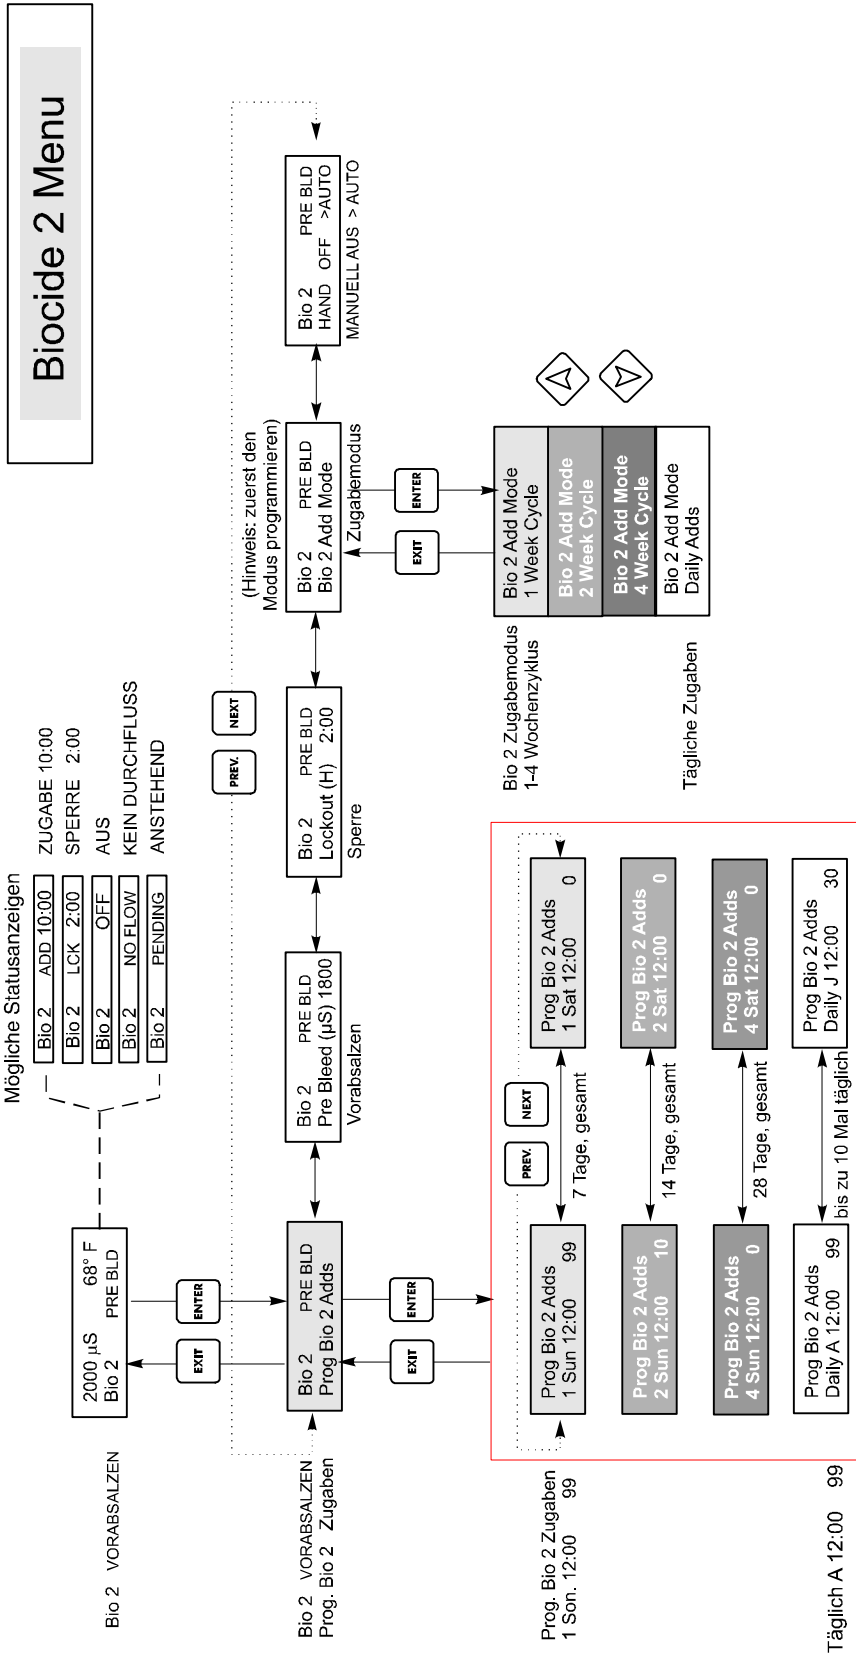 Biocide 2 Menu
Mögliche Statusanzeigen
Bio 2 ADD 10:00
ZUGABE 10:00
Bio 2 LCK 2:00
SPERRE 2:00
Bio 2 OFF
AUS
Bio 2 NO FLOW
KEIN DURCHFLUSS
Bio 2 PENDING
ANSTEHEND
2000 µS 68° F
Bio 2 PRE BLD
Bio 2 VORABSALZEN
EXIT
ENTER
PREV.
NEXT
Bio 2 PRE BLD
Prog Bio 2 Adds
Bio 2 VORABSALZEN
Prog. Bio 2 Zugaben
Bio 2 PRE BLD
Pre Bleed (µS) 1800
Vorabsalzen
Bio 2 PRE BLD
Lockout (H) 2:00
Sperre
(Hinweis: zuerst den
Modus programmieren)
Bio 2 PRE BLD
Bio 2 Add Mode
Zugabemodus
Bio 2 PRE BLD
HAND OFF >AUTO
MANUELL AUS > AUTO
EXIT
ENTER
EXIT
ENTER
Bio 2 Zugabemodus
1-4 Wochenzyklus
Bio 2 Add Mode
1 Week Cycle
Bio 2 Add Mode
2 Week Cycle
Bio 2 Add Mode
4 Week Cycle
Bio 2 Add Mode
Daily Adds
Tägliche Zugaben
PREV.
NEXT
Prog. Bio 2 Zugaben
1 Son. 12:00 99
Prog Bio 2 Adds
1 Sun 12:00 99
7 Tage, gesamt
Prog Bio 2 Adds
1 Sat 12:00 0
Prog Bio 2 Adds
2 Sun 12:00 10
14 Tage, gesamt
Prog Bio 2 Adds
2 Sat 12:00 0
Prog Bio 2 Adds
4 Sun 12:00 0
28 Tage, gesamt
Prog Bio 2 Adds
4 Sat 12:00 0
Prog Bio 2 Adds
Daily A 12:00 99
bis zu 10 Mal täglich
Prog Bio 2 Adds
Daily J 12:00 30
Täglich A 12:00 99